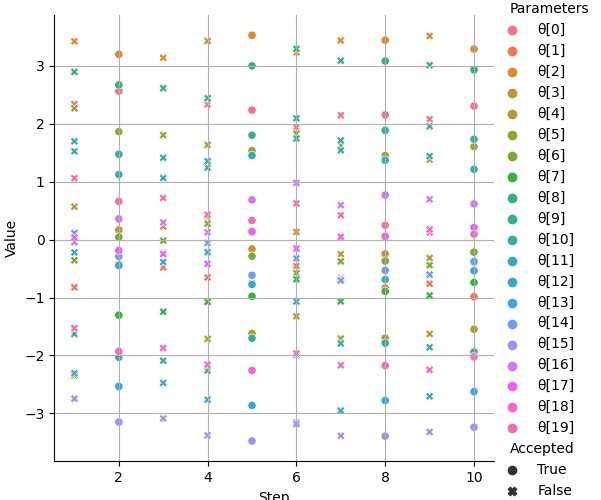 Parameters
θ[0]
θ[1]
θ[2]
θ[3]
θ[4]
θ[5]
θ[6]
θ[7]
θ[8]
θ[9]
θ[10]
θ[11]
θ[12]
θ[13]
θ[14]
θ[15]
θ[16]
θ[17]
θ[18]
θ[19]
Accepted
True
False
Value
3
2
1
0
−1
−2
−3
2
4
6
8
10
Step